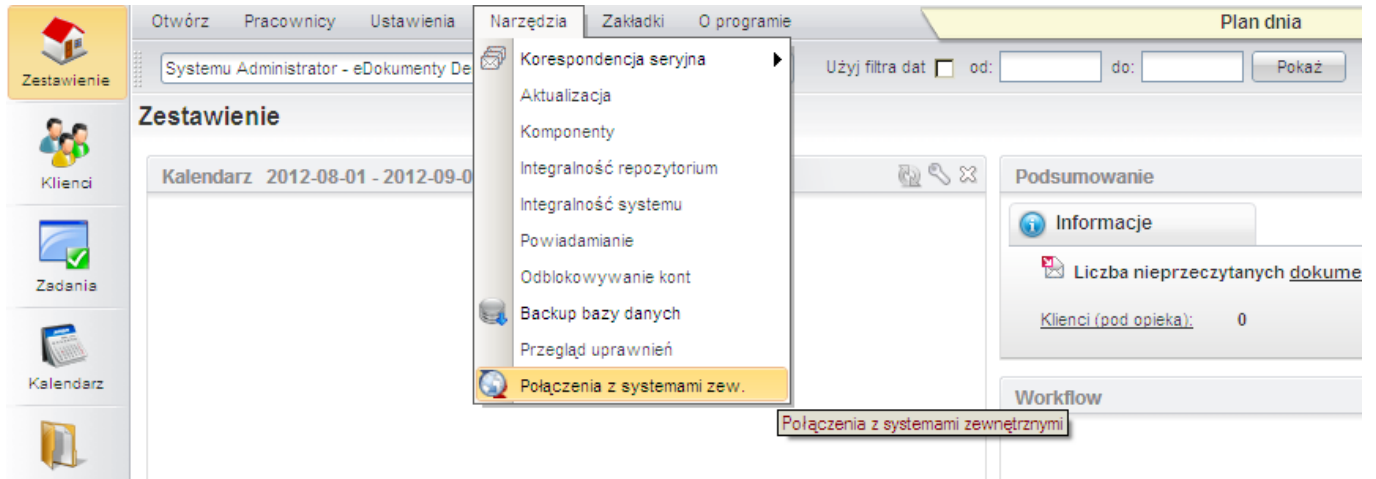 Otwórz Pracownicy Ustawienia Narzędzia Zakładki O programie Plan dnia
Systemu Administrator - eDokumenty De Użyj filtra dat od: do: Pokaż
Zestawienie
Klienci
Zadania
Kalendarz
Zestawienie
Kalendarz 2012-08-01 - 2012-09-0
Korespondencja seryjna
Aktualizacja
Komponenty
Integralność repozytorium
Integralność systemu
Powiadamianie
Odblokowywanie kont
Backup bazy danych
Przegląd uprawnień
Połączenia z systemami zew.
Połączenia z systemami zewnętrznymi
Podsumowanie
Informacje
Liczba nieprzeczytanych dokume
Klienci (pod opieka): 0
Workflow